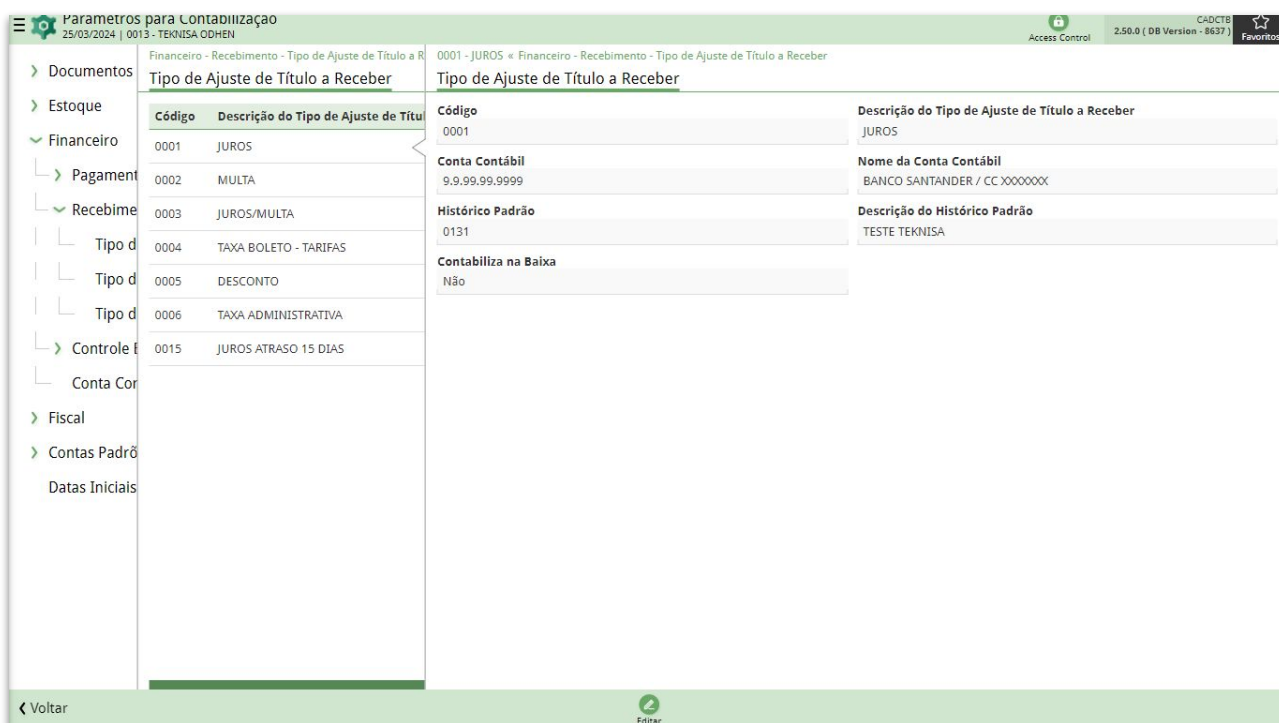 Parâmetros para Contabilização
25/03/2024 | 0013 - TEKNISA ODHEN
Access Control
CADCTB
2.50.0 ( DB Version - 8637 )
Favoritos
Documentos
Estoque
Financeiro
Pagament
Recebime
Tipo d
Tipo d
Tipo d
Controle E
Conta Cor
Fiscal
Contas Padrõ
Datas Iniciais
Financeiro - Recebimento - Tipo de Ajuste de Título a R
Tipo de Ajuste de Título a Receber
Código Descrição do Tipo de Ajuste de Títul
0001 JUROS
0002 MULTA
0003 JUROS/MULTA
0004 TAXA BOLETO - TARIFAS
0005 DESCONTO
0006 TAXA ADMINISTRATIVA
0015 JUROS ATRASO 15 DIAS
0001 - JUROS « Financeiro - Recebimento - Tipo de Ajuste de Título a Receber
Tipo de Ajuste de Título a Receber
Código
0001
Descrição do Tipo de Ajuste de Título a Receber
JUROS
Conta Contábil
9.9.99.99.9999
Nome da Conta Contábil
BANCO SANTANDER / CC XXXXXXX
Histórico Padrão
0131
Descrição do Histórico Padrão
TESTE TEKNISA
Contabiliza na Baixa
Não
Voltar
Editar